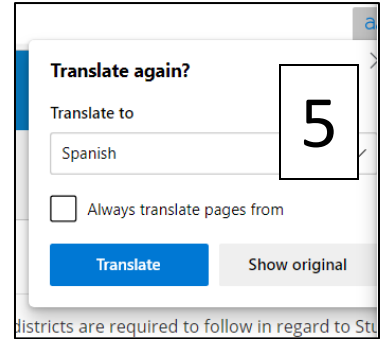 Translate again?
Translate to
5
Spanish
Always translate pages from
Translate
Show original
districts are required to follow in regard to